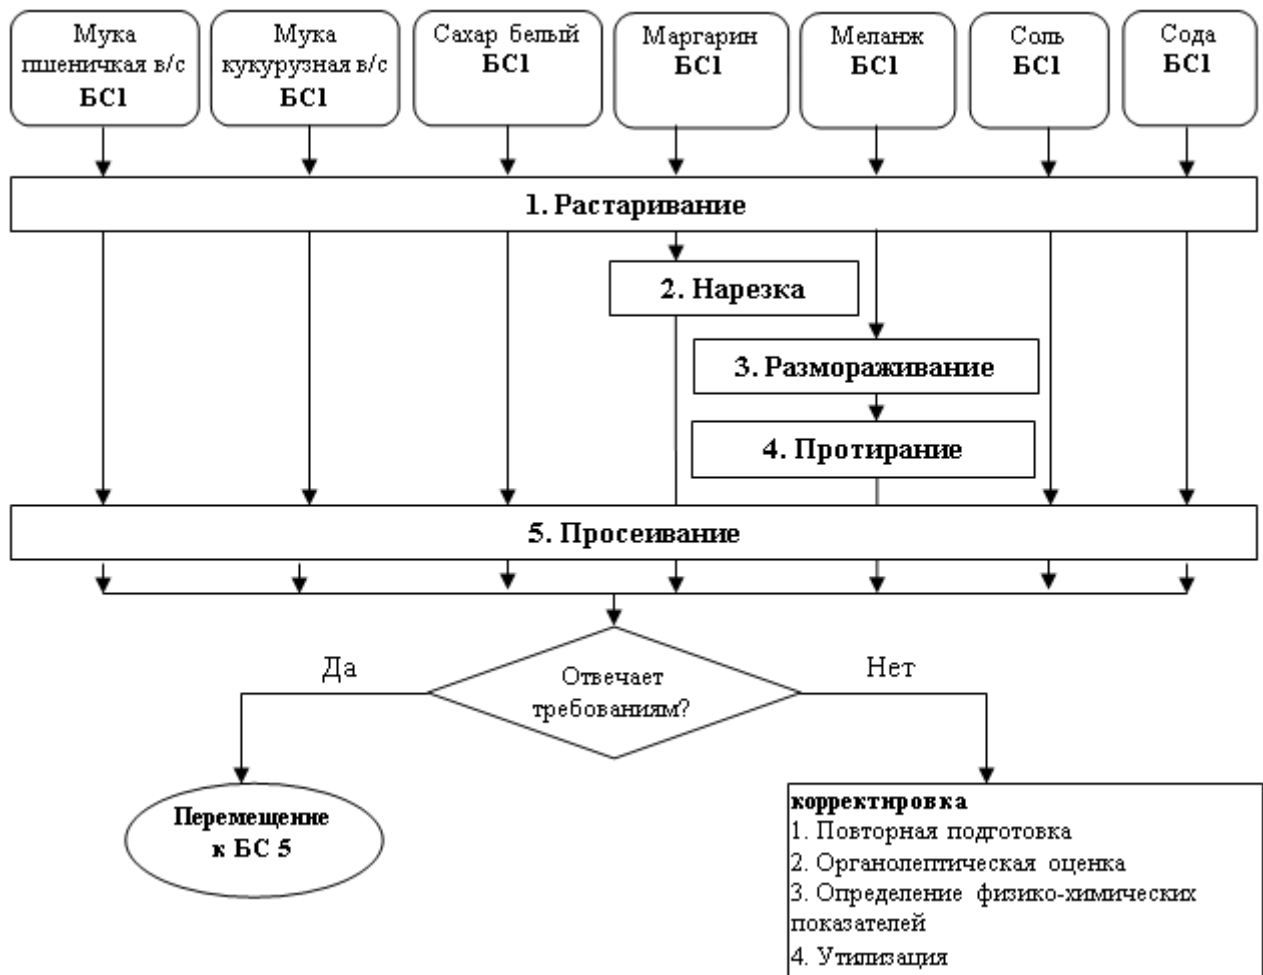 Мука
пшеничкая в/с
БС1
Мука
кукурузная в/с
БС1
Сахар белый
БС1
Маргарин
БС1
Меланж
БС1
Соль
БС1
Сода
БС1
1. Растаривание
2. Нарезка
3. Размораживание
4. Протирание
5. Просеивание
Отвечает
требованиям?
Да
Нет
Перемещение
к БС 5
корректировка
1. Повторная подготовка
2. Органолептическая оценка
3. Определение физико-химических
показателей
4. Утилизация